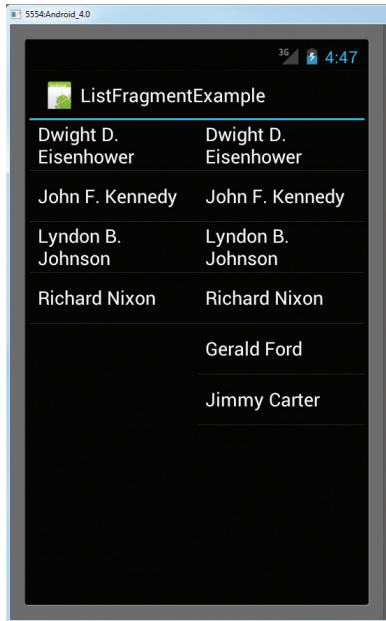 5554:Android_4.0
3G 4:47
ListFragmentExample
Dwight D.
Eisenhower
John F. Kennedy
Lyndon B.
Johnson
Richard Nixon
Dwight D.
Eisenhower
John F. Kennedy
Lyndon B.
Johnson
Richard Nixon
Gerald Ford
Jimmy Carter